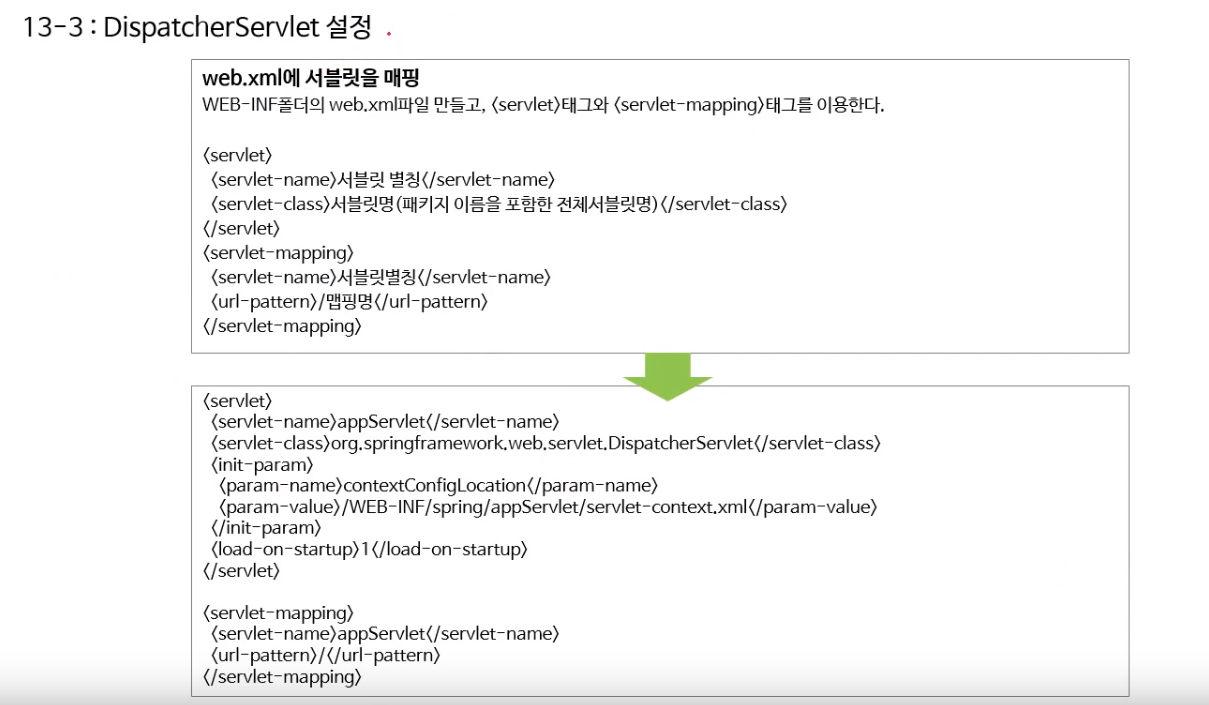 13-3 : DispatcherServlet 설정
web.xml에 서블릿을 매핑
WEB-INF폴더의 web.xml파일 만들고, 〈servlet〉태그와 〈servlet-mapping〉태그를 이용한다.
〈servlet〉
〈servlet-name〉서블릿 별칭〈/servlet-name〉
〈servlet-class〉서블릿명(패키지 이름을 포함한 전체서블릿명)〈/servlet-class〉
〈/servlet〉
〈servlet-mapping〉
〈servlet-name〉서블릿별칭〈/servlet-name〉
〈url-pattern〉/맵핑명〈/url-pattern〉
〈/servlet-mapping〉
〈servlet〉
〈servlet-name〉appServlet〈/servlet-name〉
〈servlet-class〉org.springframework.web.servlet.DispatcherServlet〈/servlet-class〉
〈init-param〉
〈param-name〉contextConfigLocation〈/param-name〉
〈param-value〉/WEB-INF/spring/appServlet/servlet-context.xml〈/param-value〉
〈/init-param〉
〈load-on-startup〉1〈/load-on-startup〉
〈/servlet〉
〈servlet-mapping〉
〈servlet-name〉appServlet〈/servlet-name〉
〈url-pattern〉/〈/url-pattern〉
〈/servlet-mapping〉